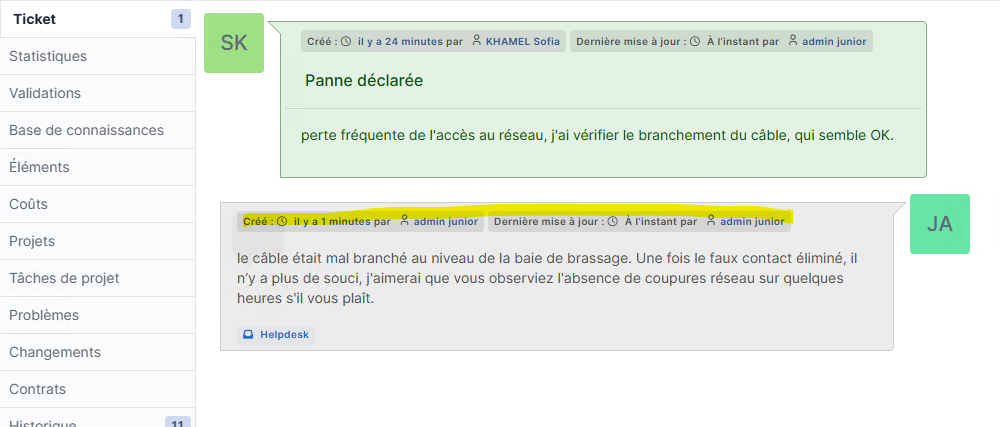 Ticket 1
Statistiques
Validations
Base de connaissances
Éléments
Coûts
Projets
Tâches de projet
Problèmes
Changements
Contrats
Historique 11
SK
Créé : il y a 24 minutes par KHAMEL Sofia Dernière mise à jour : À l'instant par admin junior
Panne déclarée
perte fréquente de l'accès au réseau, j'ai vérifier le branchement du câble, qui semble OK.
JA
Créé : il y a 1 minutes par admin junior Dernière mise à jour : À l'instant par admin junior
le câble était mal branché au niveau de la baie de brassage. Une fois le faux contact éliminé, il
n'y a plus de souci, j'aimerai que vous observiez l'absence de coupures réseau sur quelques
heures s'il vous plaît.
Helpdesk